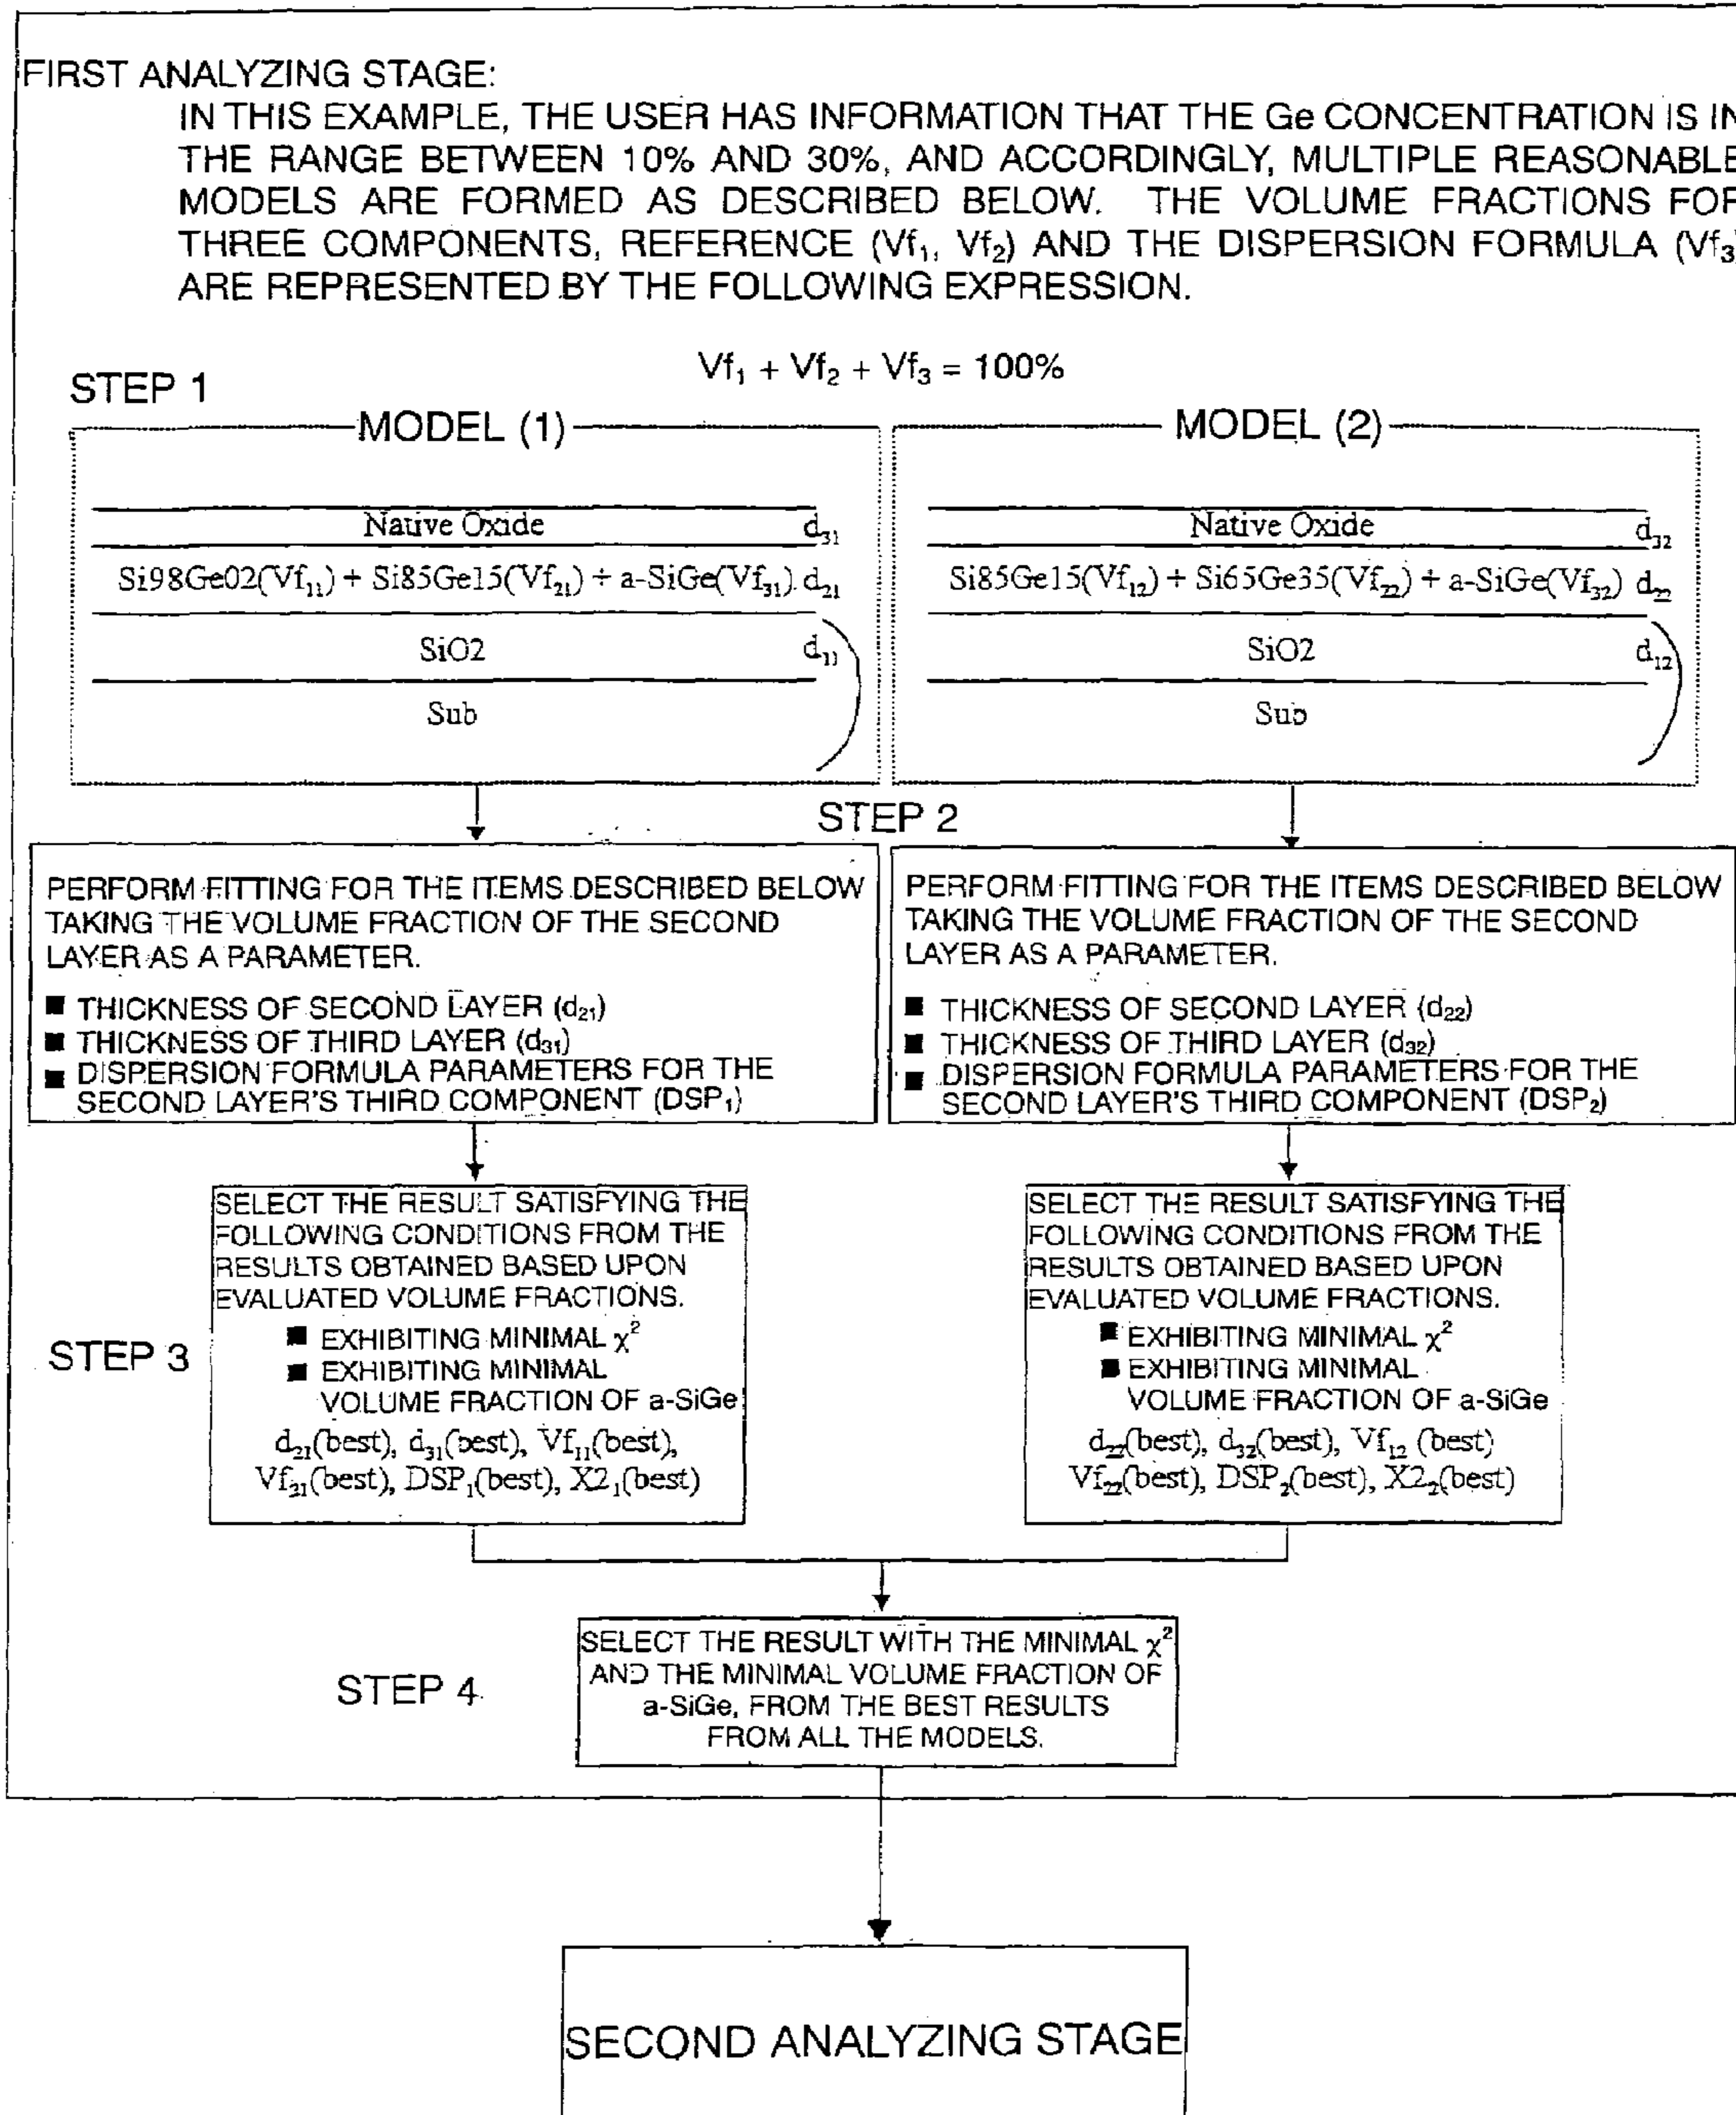 FIRST ANALYZING STAGE:
IN THIS EXAMPLE, THE USER HAS INFORMATION THAT THE Ge CONCENTRATION IS IN
THE RANGE BETWEEN 10% AND 30%, AND ACCORDINGLY, MULTIPLE REASONABLE
MODELS ARE FORMED AS DESCRIBED BELOW. THE VOLUME FRACTIONS FOR
THREE COMPONENTS, REFERENCE (Vf₁, Vf₂) AND THE DISPERSION FORMULA (Vf₃)
ARE REPRESENTED BY THE FOLLOWING EXPRESSION.
Vf₁ + Vf₂ + Vf₃ = 100%
STEP 1
MODEL (1)
Native Oxide d₃₁
Si98Ge02(Vf₁₁) + Si85Ge15(Vf₂₁) + a-SiGe(Vf₃₁). d₂₁
SiO2 d₁₁
Sub
MODEL (2)
Native Oxide d₃₂
Si85Ge15(Vf₁₂) + Si65Ge35(Vf₂₂) + a-SiGe(Vf₃₂) d₂₂
SiO2 d₁₂
Sub
STEP 2
PERFORM FITTING FOR THE ITEMS DESCRIBED BELOW
TAKING THE VOLUME FRACTION OF THE SECOND
LAYER AS A PARAMETER.
■ THICKNESS OF SECOND LAYER (d₂₁)
■ THICKNESS OF THIRD LAYER (d₃₁)
■ DISPERSION FORMULA PARAMETERS FOR THE
SECOND LAYER'S THIRD COMPONENT (DSP₁)
PERFORM FITTING FOR THE ITEMS DESCRIBED BELOW
TAKING THE VOLUME FRACTION OF THE SECOND
LAYER AS A PARAMETER.
■ THICKNESS OF SECOND LAYER (d₂₂)
■ THICKNESS OF THIRD LAYER (d₃₂)
■ DISPERSION FORMULA PARAMETERS FOR THE
SECOND LAYER'S THIRD COMPONENT (DSP₂)
STEP 3
SELECT THE RESULT SATISFYING THE
FOLLOWING CONDITIONS FROM THE
RESULTS OBTAINED BASED UPON
EVALUATED VOLUME FRACTIONS.
■ EXHIBITING MINIMAL χ²
■ EXHIBITING MINIMAL
VOLUME FRACTION OF a-SiGe
d₂₁(best), d₃₁(best), Vf₁₁(best),
Vf₃₁(best), DSP₁(best), X2₁(best)
SELECT THE RESULT SATISFYING THE
FOLLOWING CONDITIONS FROM THE
RESULTS OBTAINED BASED UPON
EVALUATED VOLUME FRACTIONS.
■ EXHIBITING MINIMAL χ²
■ EXHIBITING MINIMAL
VOLUME FRACTION OF a-SiGe
d₂₂(best), d₃₂(best), Vf₁₂ (best)
Vf₂₂(best), DSP₂(best), X2₂(best)
STEP 4
SELECT THE RESULT WITH THE MINIMAL χ²
AND THE MINIMAL VOLUME FRACTION OF
a-SiGe, FROM THE BEST RESULTS
FROM ALL THE MODELS.
SECOND ANALYZING STAGE